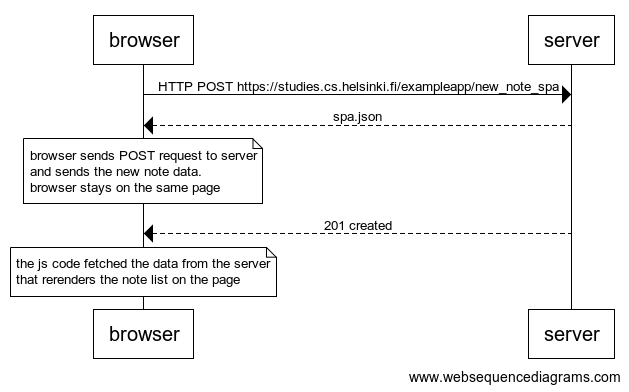 browser
server
HTTP POST https://studies.cs.helsinki.fi/exampleapp/new_note_spa
spa.json
browser sends POST request to server
and sends the new note data.
browser stays on the same page
201 created
the js code fetched the data from the server
that rerenders the note list on the page
browser
server
www.websequencediagrams.com